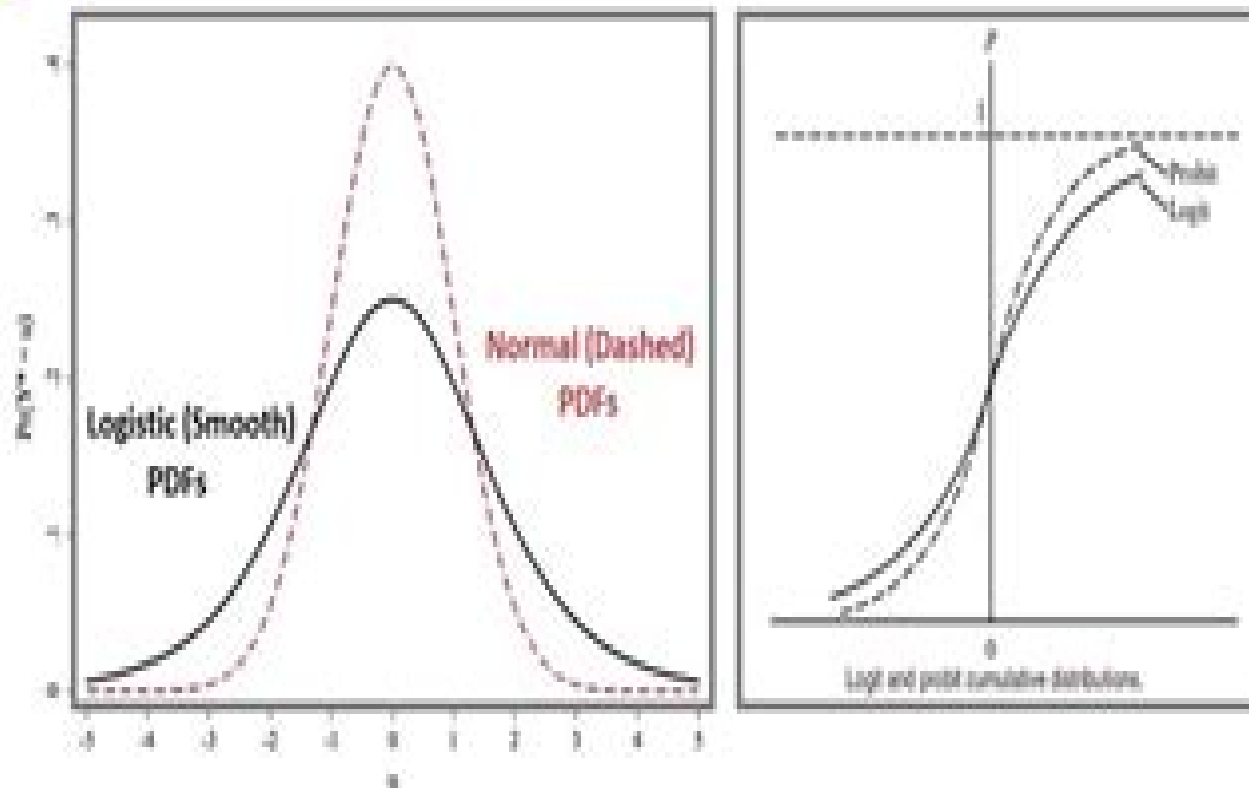 Logistic (Smooth)
PDFs
Normal (Dashed)
PDFs
-5 -4 -3 -2 -1 0 1 2 3 4 5
Probit
Logit
0
Logit and probit cumulative distributions.